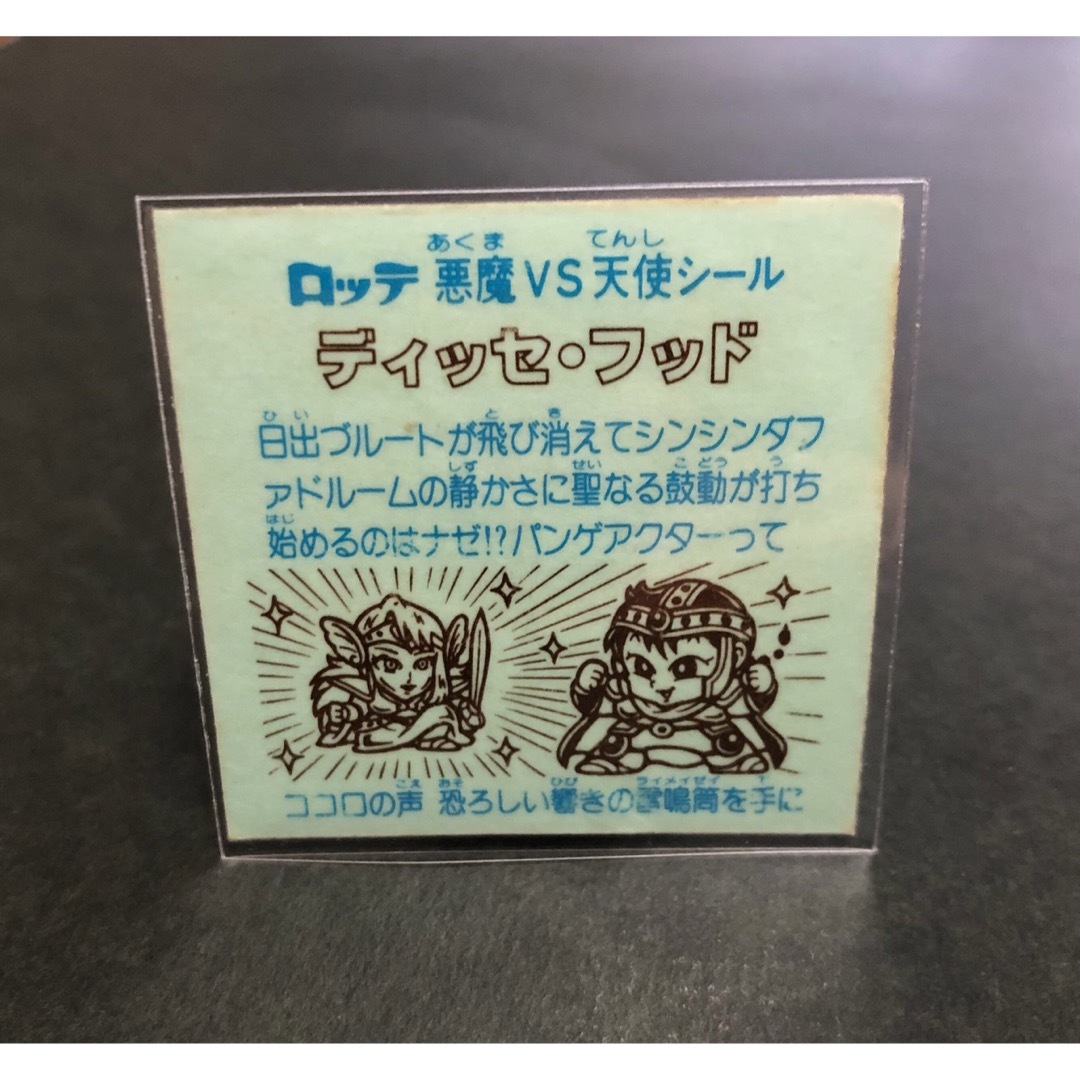 あくま てんし
ロッテ 悪魔VS天使シール
ディッセ・フッド
ひい と き
日出づルートが飛び消えてシンシンダフ
しず せい こどう う
ァドルームの静かさに聖なる鼓動が打ち
はじ
始めるのはナゼ!?パンゲアクターって
こえ おそ ひび ライメイゼイ て
ココロの声 恐ろしい響きの雷鳴筒を手に